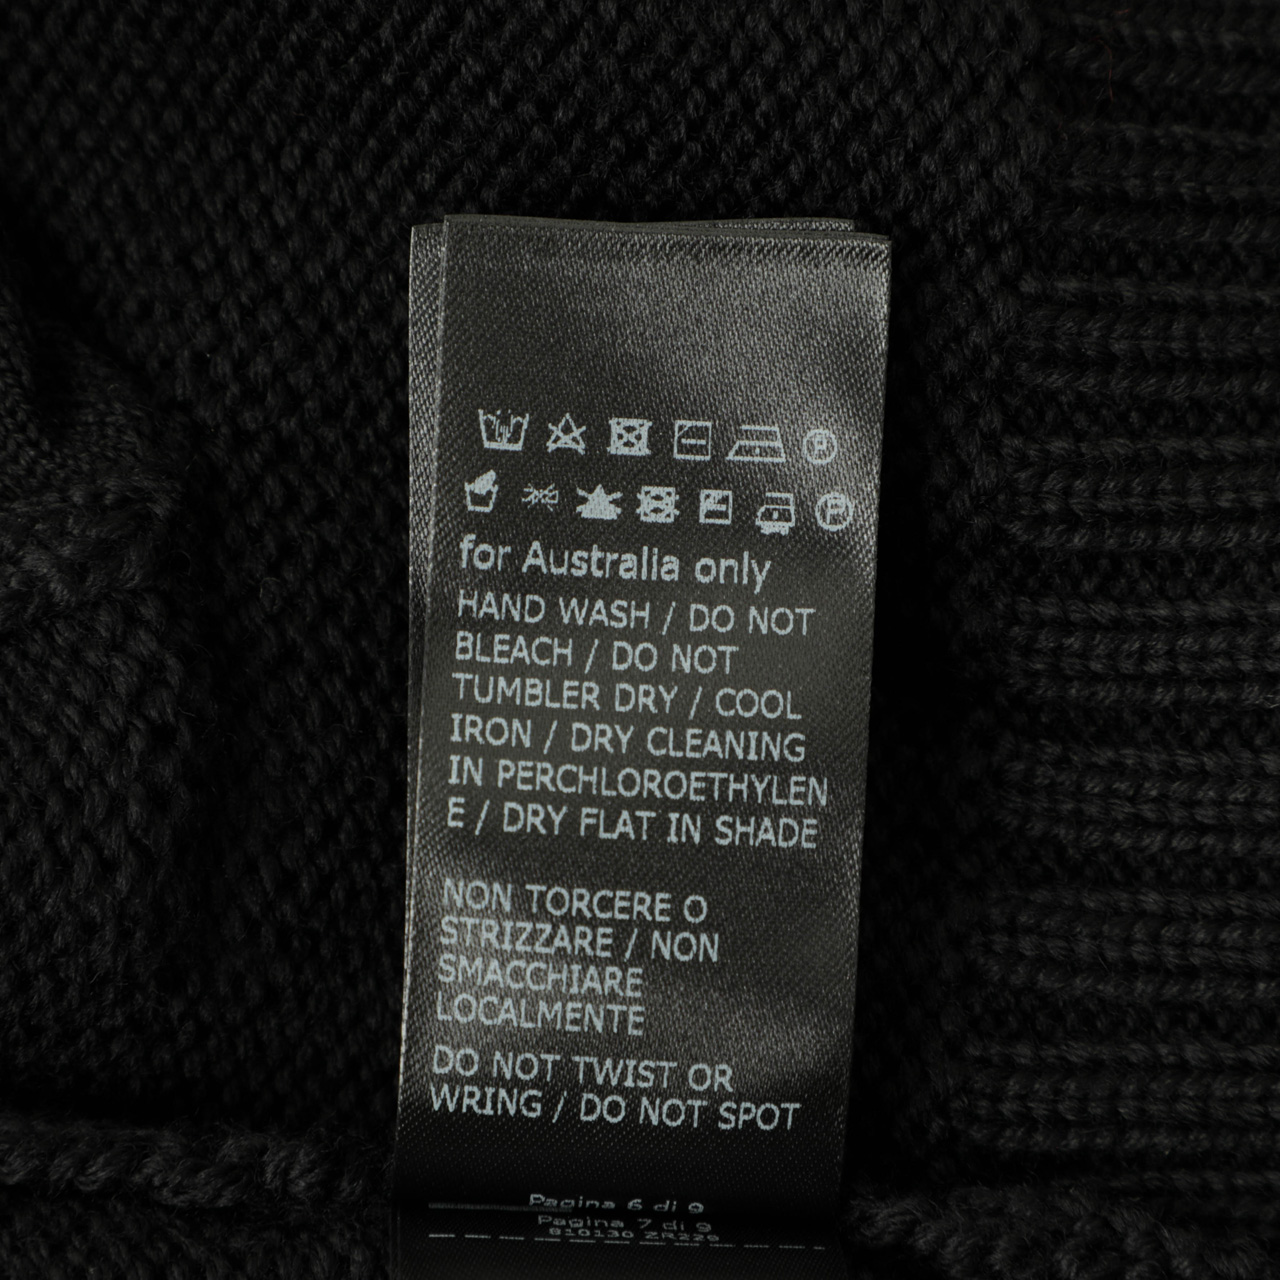 for Australia only
HAND WASH / DO NOT
BLEACH / DO NOT
TUMBLER DRY / COOL
IRON / DRY CLEANING
IN PERCHLOROETHYLEN
E / DRY FLAT IN SHADE
NON TORCERE O
STRIZZARE / NON
SMACCHIARE
LOCALMENTE
DO NOT TWIST OR
WRING / DO NOT SPOT
Pagina 6 di 9
Pagina 7 di 9
810130 ZR226